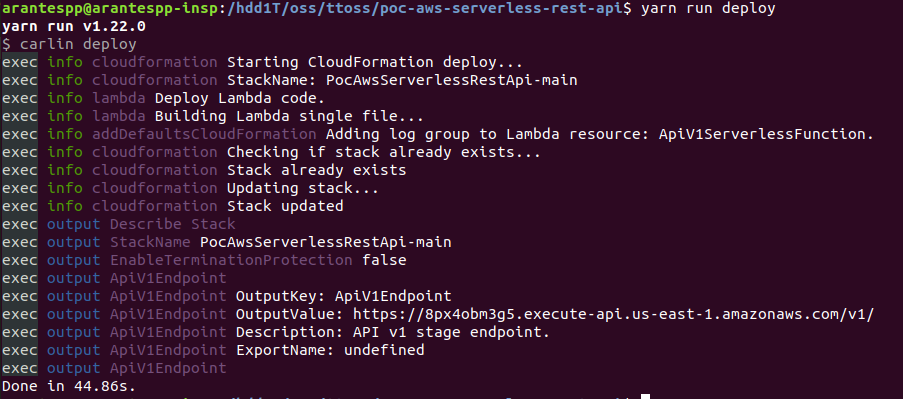 arantespp@arantespp-insp:/hdd1T/oss/ttoss/poc-aws-serverless-rest-api$ yarn run deploy
yarn run v1.22.0
$ carlin deploy
exec info cloudformation Starting CloudFormation deploy...
exec info cloudformation StackName: PocAwsServerlessRestApi-main
exec info lambda Deploy Lambda code.
exec info lambda Building Lambda single file...
exec info addDefaultsCloudFormation Adding log group to Lambda resource: ApiV1ServerlessFunction.
exec info cloudformation Checking if stack already exists...
exec info cloudformation Stack already exists
exec info cloudformation Updating stack...
exec info cloudformation Stack updated
exec output Describe Stack
exec output StackName PocAwsServerlessRestApi-main
exec output EnableTerminationProtection false
exec output ApiV1Endpoint
exec output ApiV1Endpoint OutputKey: ApiV1Endpoint
exec output ApiV1Endpoint OutputValue: https://8px4obm3g5.execute-api.us-east-1.amazonaws.com/v1/
exec output ApiV1Endpoint Description: API v1 stage endpoint.
exec output ApiV1Endpoint ExportName: undefined
exec output ApiV1Endpoint
Done in 44.86s.